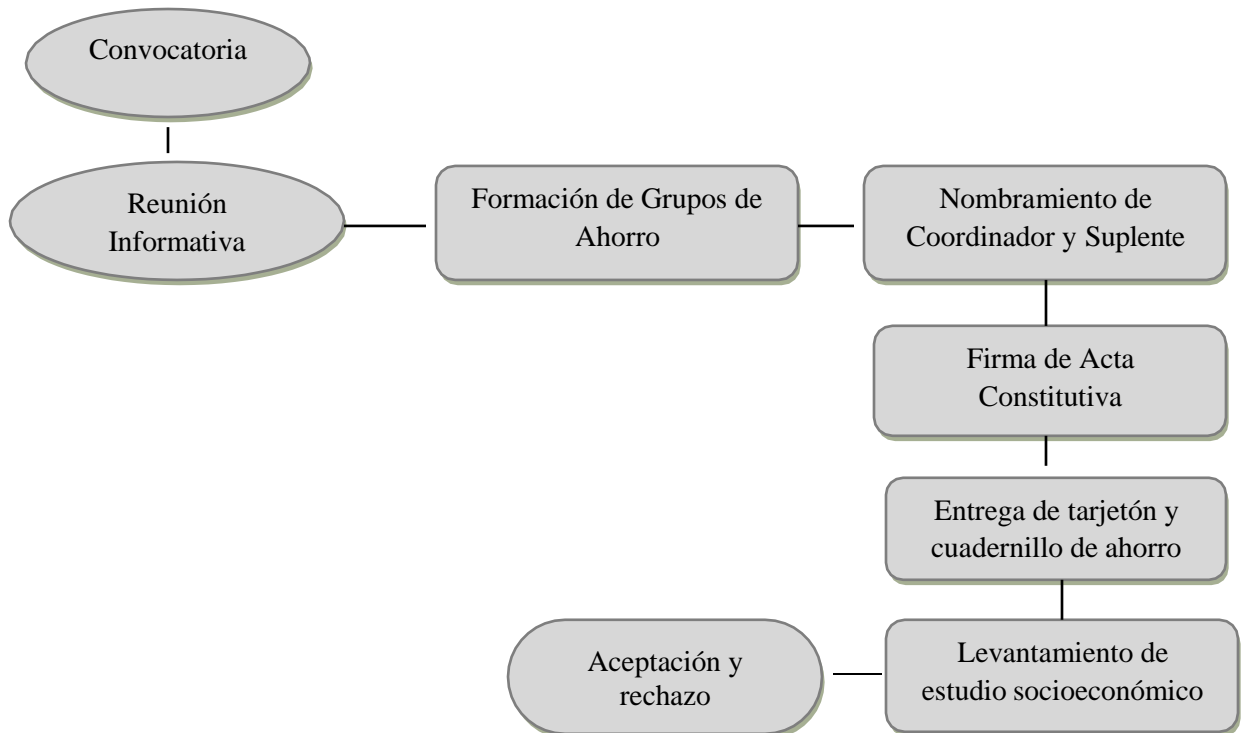 Convocatoria
Reunión
Informativa
Formación de Grupos de
Ahorro
Nombramiento de
Coordinador y Suplente
Firma de Acta
Constitutiva
Entrega de tarjetón y
cuadernillo de ahorro
Levantamiento de
estudio socioeconómico
Aceptación y
rechazo